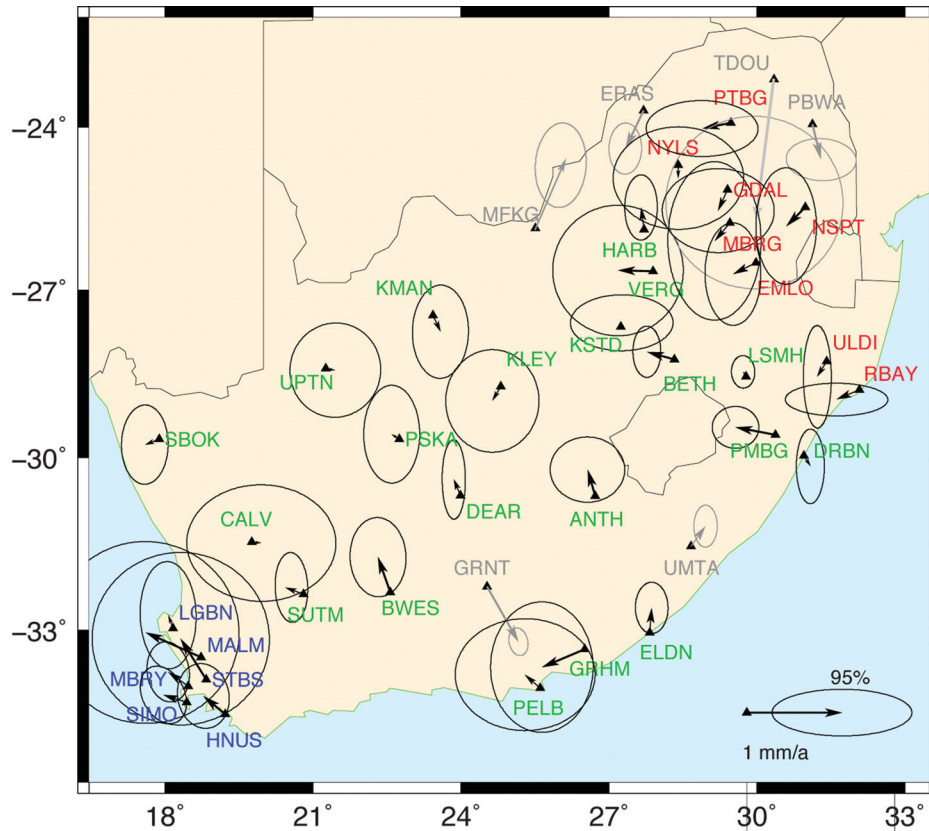 TDOU
ERAS
PTBG
PBWA
−24°
NYLS
GDAL
MFKG
NSPT
HARB
MBRG
VERG
EMLO
−27°
KMAN
KSTD
LSMH
ULDI
KLEY
BETH
RBAY
UPTN
SBOK
PSKA
PMBG
DRBN
−30°
DEAR
ANTH
CALV
GRNT
UMTA
BWES
LGBN
SUTM
−33°
MALM
ELDN
GRHM
MBRY
STBS
95%
SIMO
PELB
HNUS
1 mm/a
18°
21°
24°
27°
30°
33°